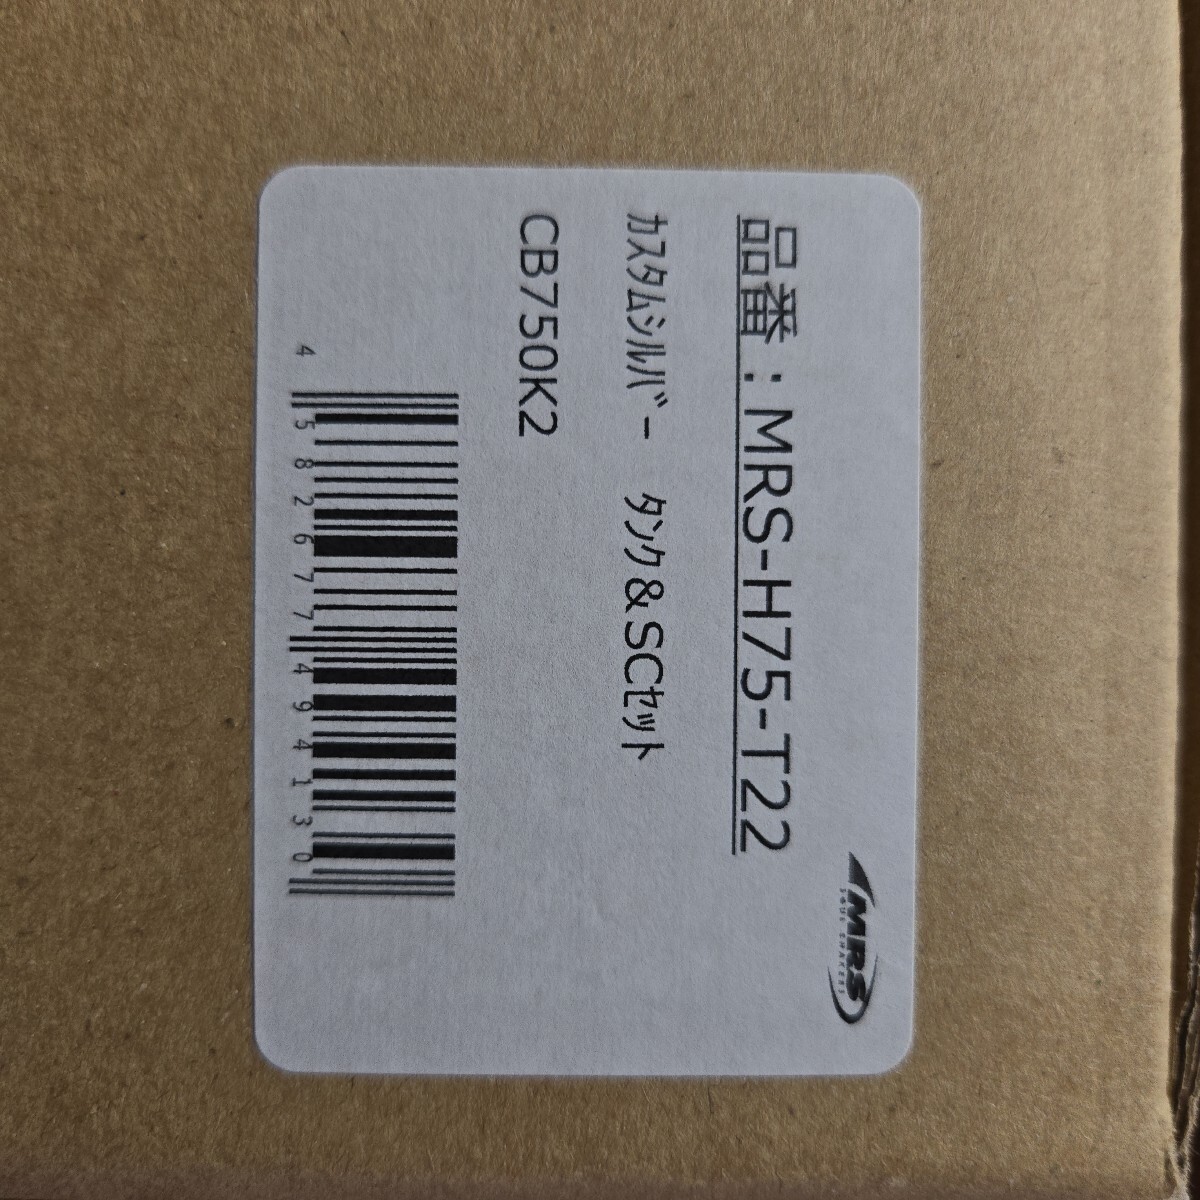 MRS
品番：MRS-H75-T22
ｶｽﾀﾑｼﾙﾊﾞｰ ﾀﾝｸ&SCｾｯﾄ
CB750K2
4 582677 494130